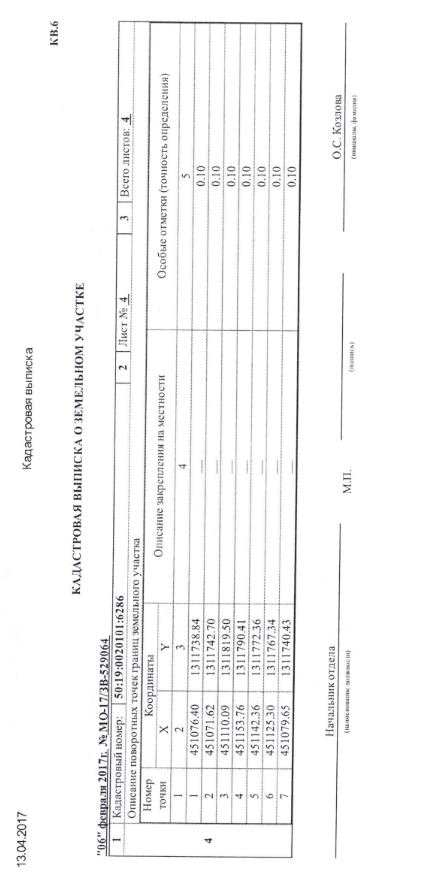 13.04.2017 Кадастровая выписка
КВ.6
КАДАСТРОВАЯ ВЫПИСКА О ЗЕМЕЛЬНОМ УЧАСТКЕ
"06" февраля 2017г. № МО-17/ЗВ-529064
1 Кадастровый номер: 50:19:0020101:6286 2 Лист № 4 3 Всего листов: 4
4 Описание поворотных точек границ земельного участка
Номер точки Координаты Описание закрепления на местности Особые отметки (точность определения)
X Y
1 2 3 4 5
1 451076.40 1311738.84 — 0.10
2 451071.62 1311742.70 — 0.10
3 451110.09 1311819.50 — 0.10
4 451153.76 1311790.41 — 0.10
5 451142.36 1311772.36 — 0.10
6 451125.30 1311767.34 — 0.10
7 451079.65 1311740.43 — 0.10
Начальник отдела М.П. О.С. Козлова
(наименование должности) (подпись) (инициалы, фамилия)